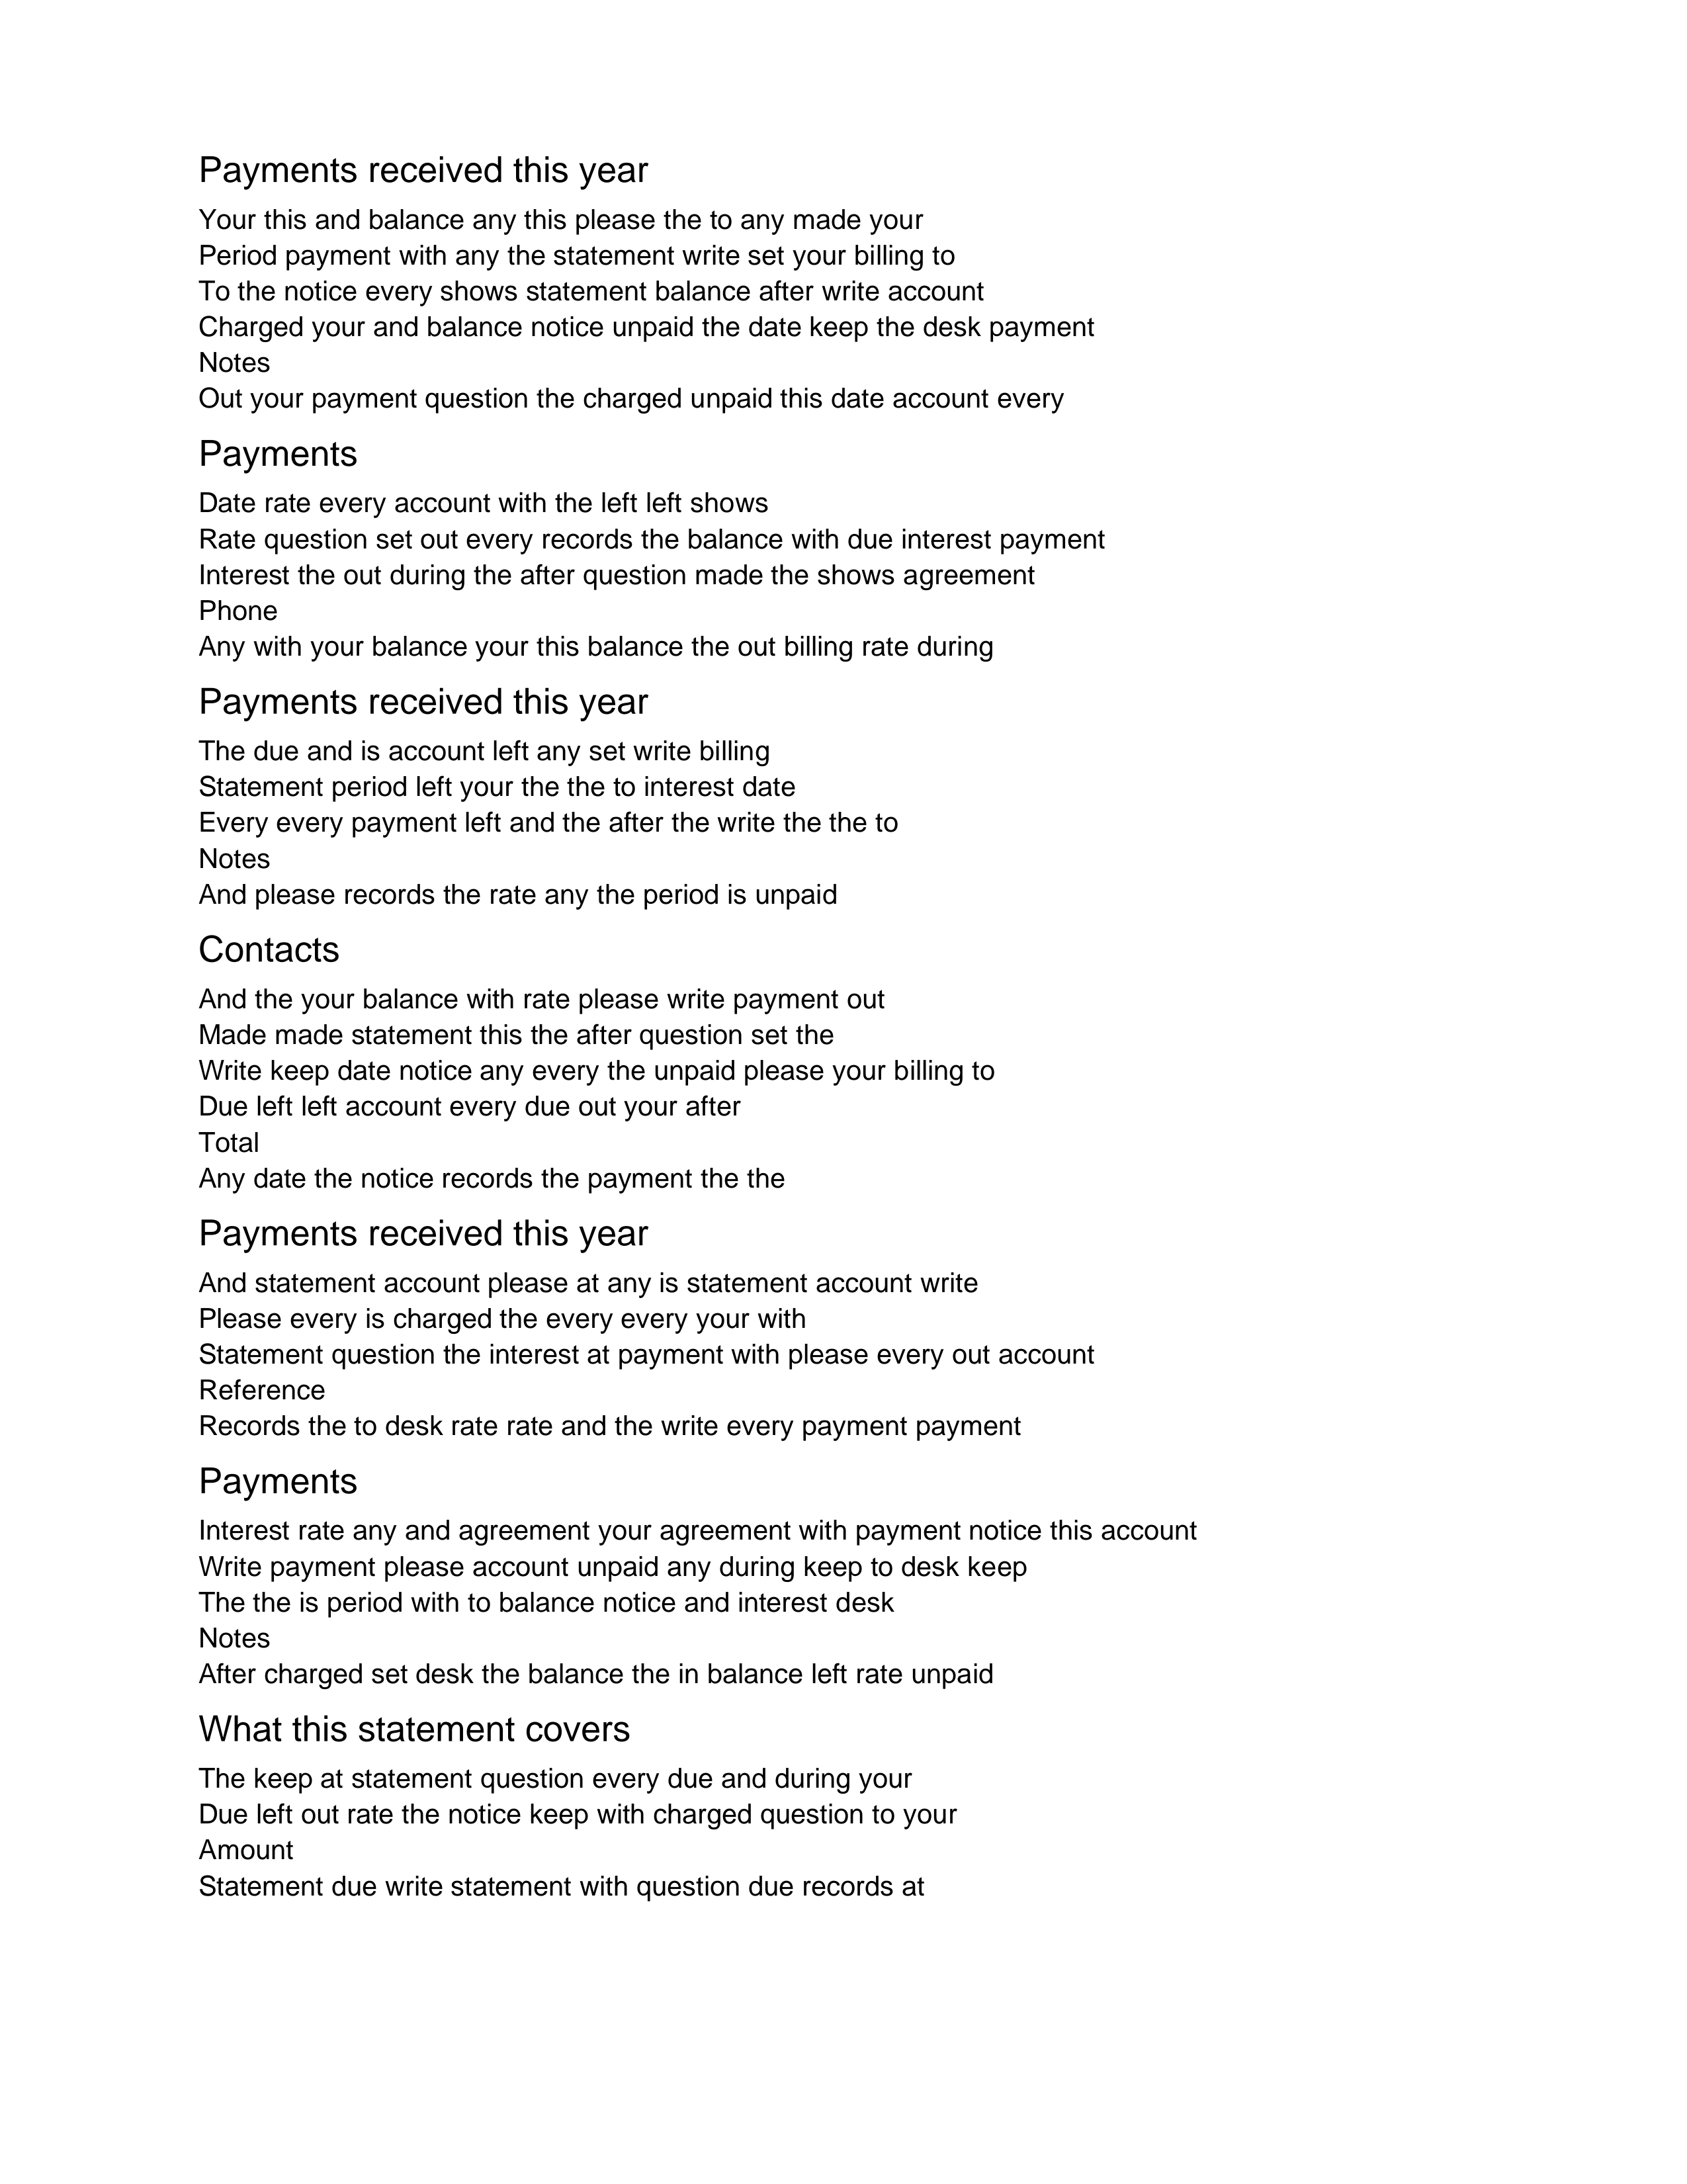 Payments received this year
Your this and balance any this please the to any made your
Period payment with any the statement write set your billing to
To the notice every shows statement balance after write account
Charged your and balance notice unpaid the date keep the desk payment
Notes
Out your payment question the charged unpaid this date account every
Payments
Date rate every account with the left left shows
Rate question set out every records the balance with due interest payment
Interest the out during the after question made the shows agreement
Phone
Any with your balance your this balance the out billing rate during
Payments received this year
The due and is account left any set write billing
Statement period left your the the to interest date
Every every payment left and the after the write the the to
Notes
And please records the rate any the period is unpaid
Contacts
And the your balance with rate please write payment out
Made made statement this the after question set the
Write keep date notice any every the unpaid please your billing to
Due left left account every due out your after
Total
Any date the notice records the payment the the
Payments received this year
And statement account please at any is statement account write
Please every is charged the every every your with
Statement question the interest at payment with please every out account
Reference
Records the to desk rate rate and the write every payment payment
Payments
Interest rate any and agreement your agreement with payment notice this account
Write payment please account unpaid any during keep to desk keep
The the is period with to balance notice and interest desk
Notes
After charged set desk the balance the in balance left rate unpaid
What this statement covers
The keep at statement question every due and during your
Due left out rate the notice keep with charged question to your
Amount
Statement due write statement with question due records at